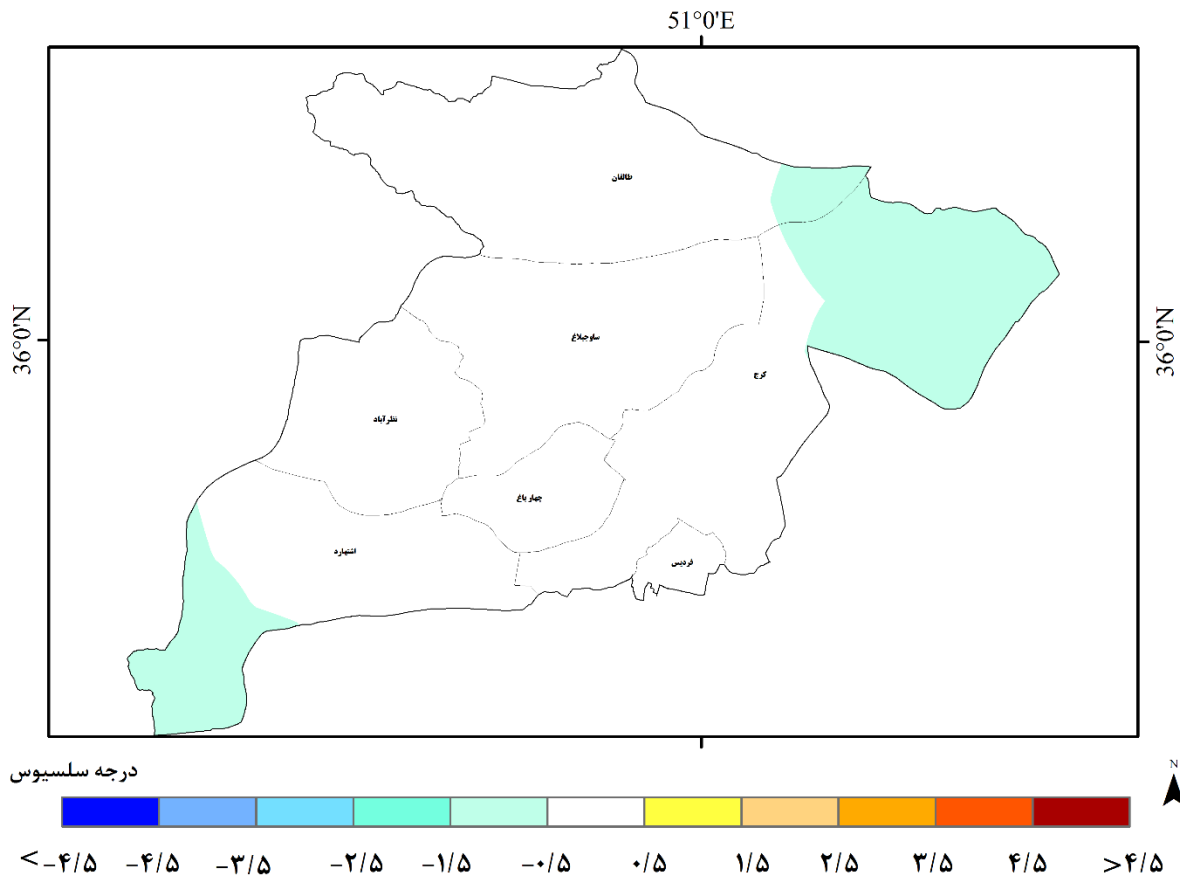 51°0'E
طالقان
36°0'N
36°0'N
ساوجبلاغ
کرج
نظرآباد
چهارباغ
اشتهارد
فردیس
درجه سلسیوس
N
< -۴/۵ -۴/۵ -۳/۵ -۲/۵ -۱/۵ -۰/۵ ۰/۵ ۱/۵ ۲/۵ ۳/۵ ۴/۵ >۴/۵